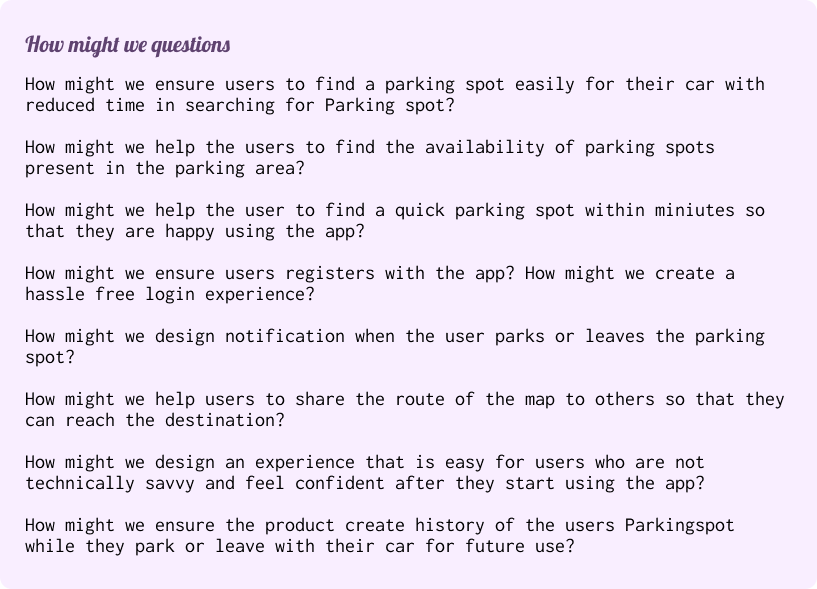 How might we questions
How might we ensure users to find a parking spot easily for their car with
reduced time in searching for Parking spot?
How might we help the users to find the availability of parking spots
present in the parking area?
How might we help the user to find a quick parking spot within miniutes so
that they are happy using the app?
How might we ensure users registers with the app? How might we create a
hassle free login experience?
How might we design notification when the user parks or leaves the parking
spot?
How might we help users to share the route of the map to others so that they
can reach the destination?
How might we design an experience that is easy for users who are not
technically savvy and feel confident after they start using the app?
How might we ensure the product create history of the users Parkingspot
while they park or leave with their car for future use?